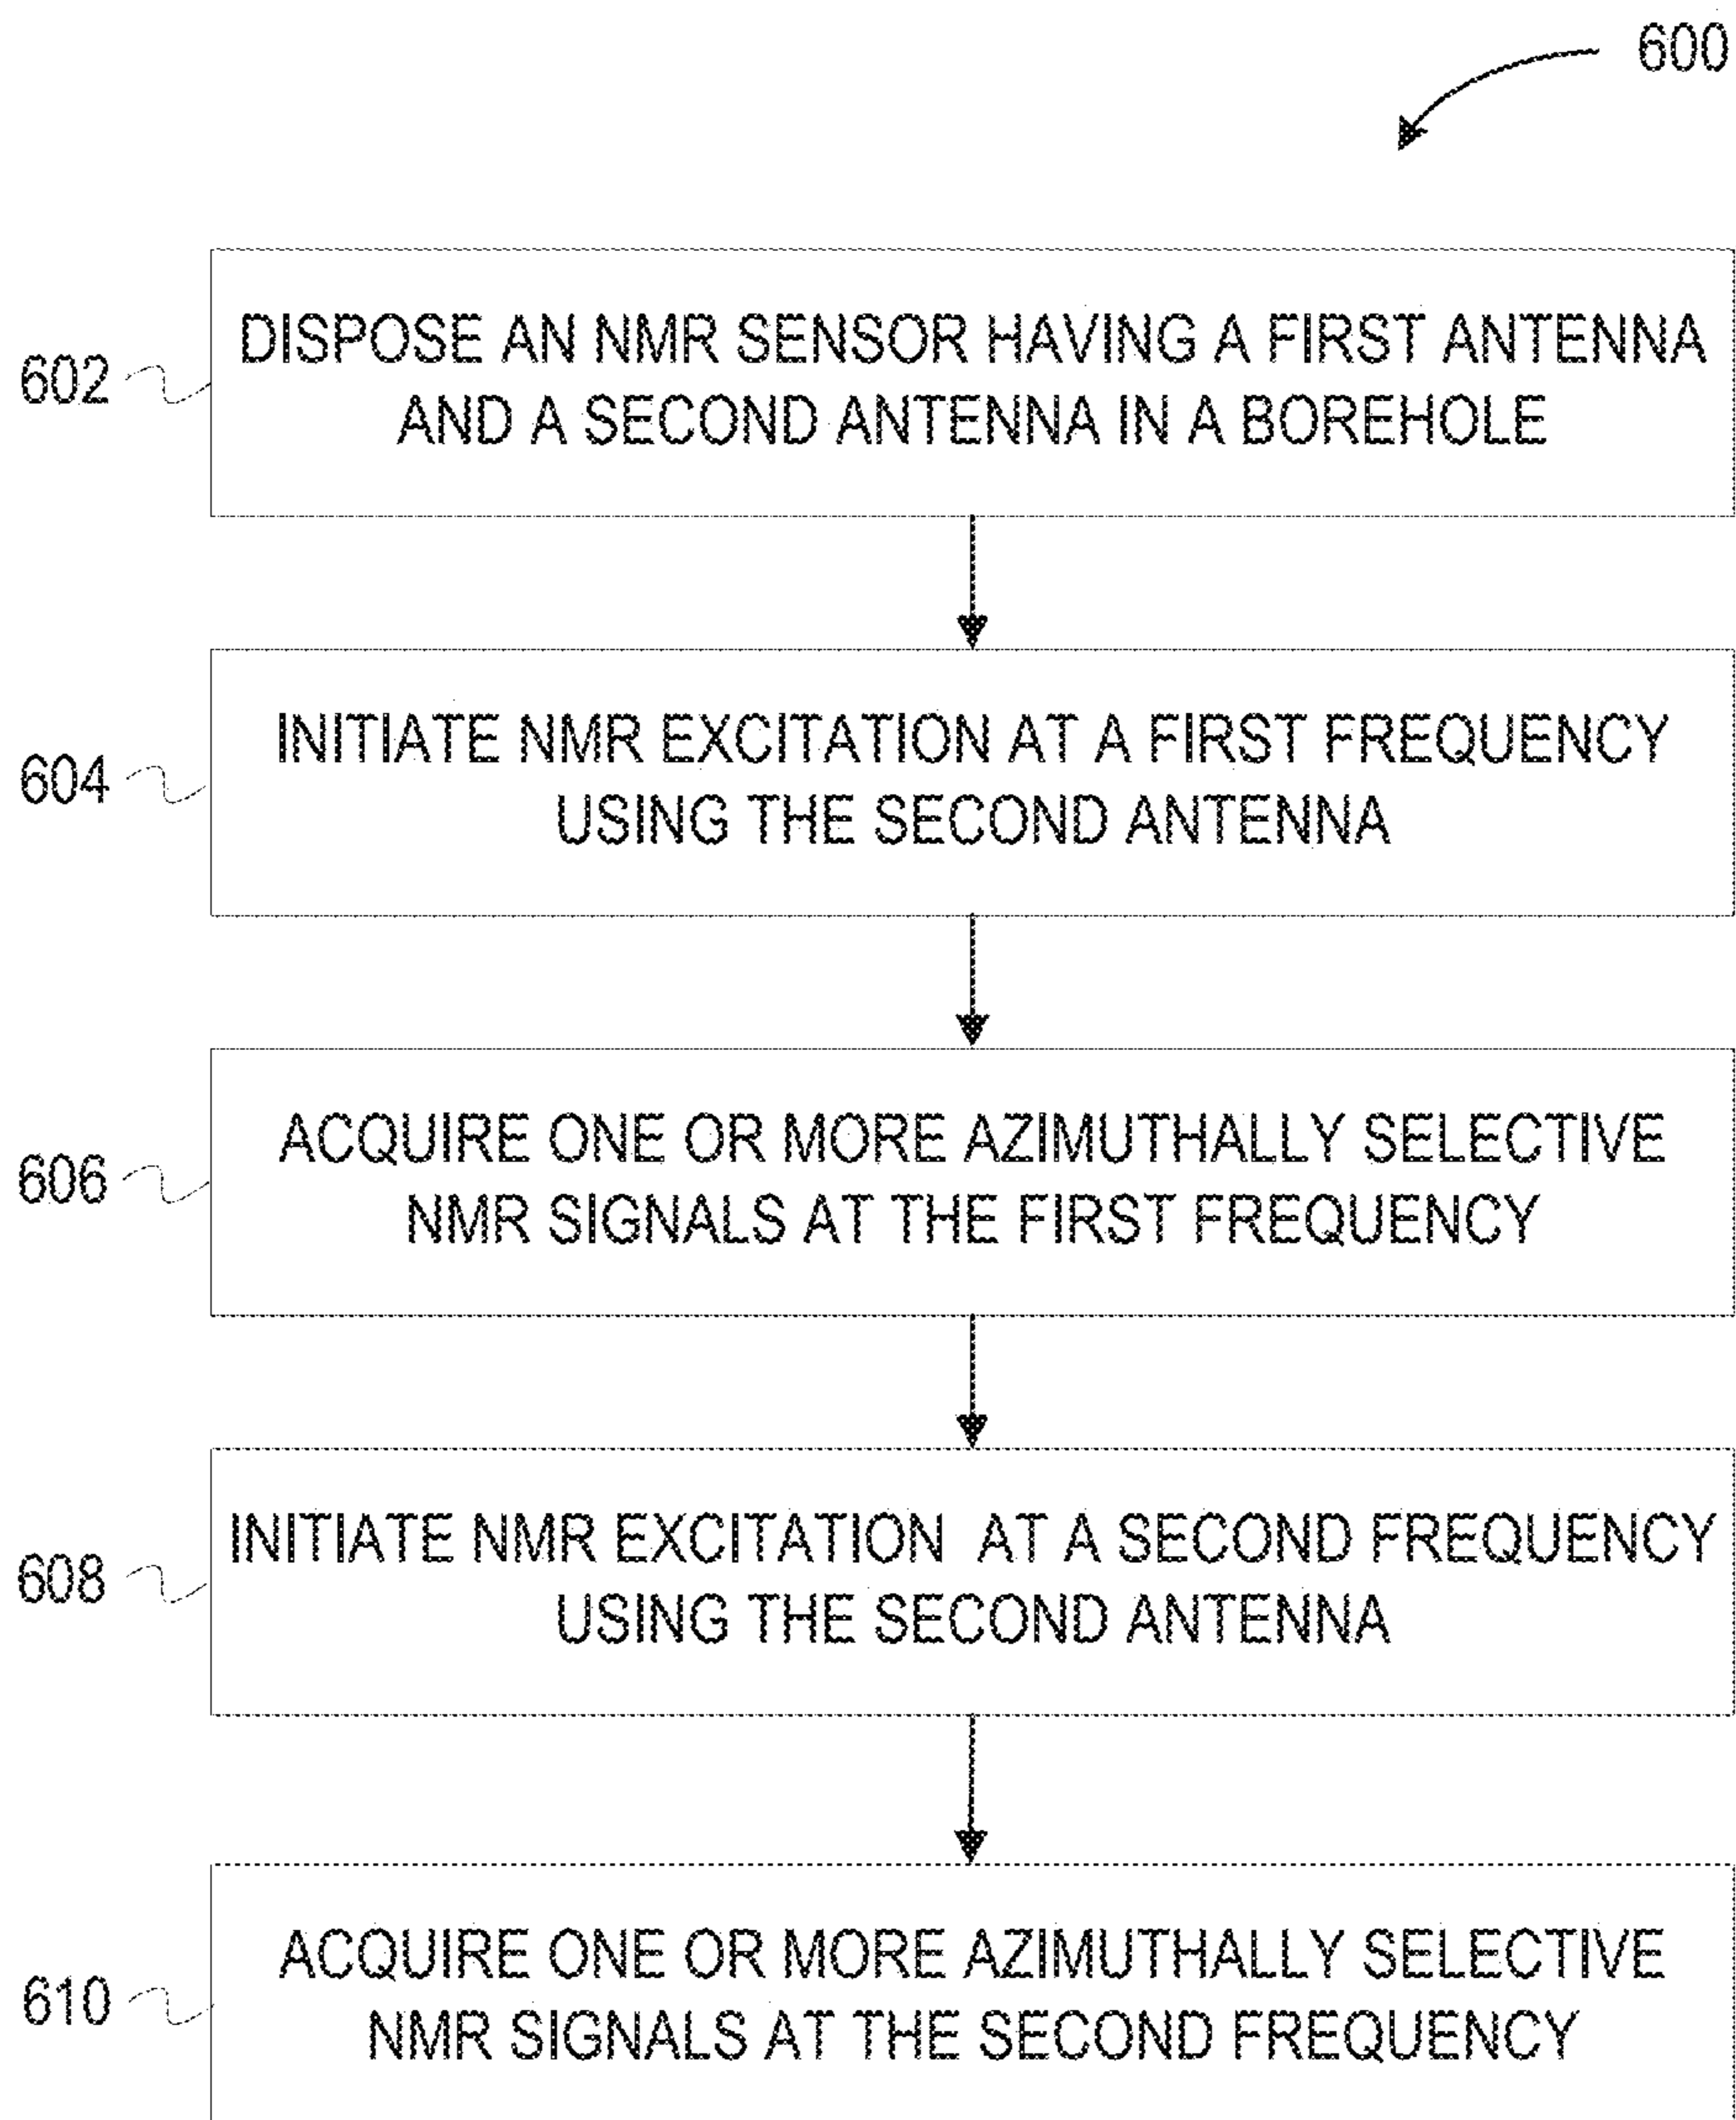 600
602
DISPOSE AN NMR SENSOR HAVING A FIRST ANTENNA
AND A SECOND ANTENNA IN A BOREHOLE
604
INITIATE NMR EXCITATION AT A FIRST FREQUENCY
USING THE SECOND ANTENNA
606
ACQUIRE ONE OR MORE AZIMUTHALLY SELECTIVE
NMR SIGNALS AT THE FIRST FREQUENCY
608
INITIATE NMR EXCITATION AT A SECOND FREQUENCY
USING THE SECOND ANTENNA
610
ACQUIRE ONE OR MORE AZIMUTHALLY SELECTIVE
NMR SIGNALS AT THE SECOND FREQUENCY